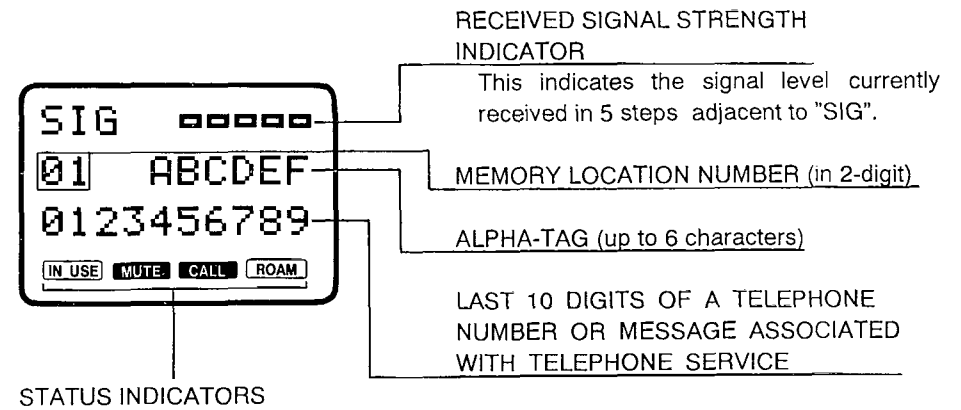 RECEIVED SIGNAL STRENGTH
INDICATOR
This indicates the signal level currently
received in 5 steps adjacent to "SIG".
SIG
01 ABCDEF
0123456789
IN USE MUTE CALL ROAM
MEMORY LOCATION NUMBER (in 2-digit)
ALPHA-TAG (up to 6 characters)
LAST 10 DIGITS OF A TELEPHONE
NUMBER OR MESSAGE ASSOCIATED
WITH TELEPHONE SERVICE
STATUS INDICATORS